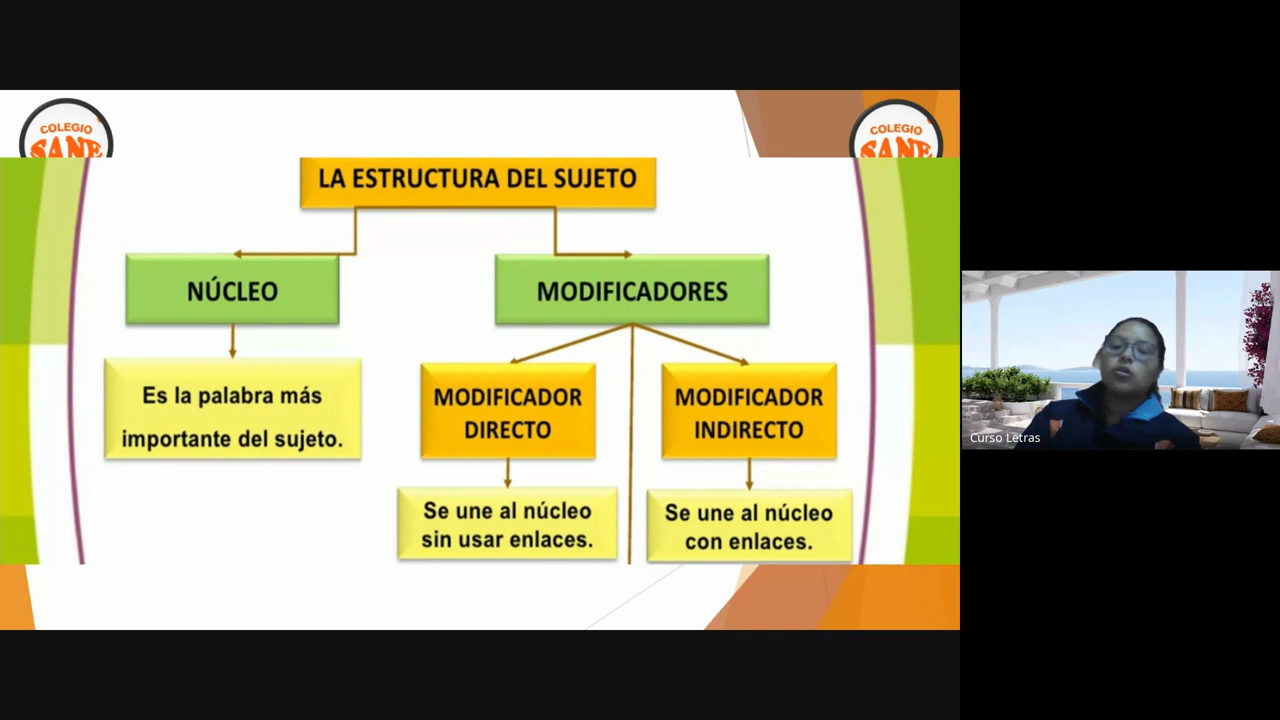 COLEGIO
SANE
COLEGIO
SANE
LA ESTRUCTURA DEL SUJETO
NÚCLEO
MODIFICADORES
Es la palabra más
importante del sujeto.
MODIFICADOR
DIRECTO
MODIFICADOR
INDIRECTO
Se une al núcleo
sin usar enlaces.
Se une al núcleo
con enlaces.
Curso Letras